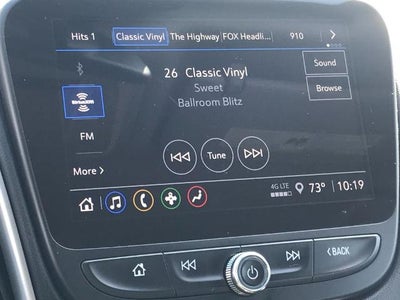 Hits 1 Classic Vinyl The Highway FOX Headli... 910
26 Classic Vinyl Sound
Sweet
Browse
Ballroom Blitz
SiriusXM
FM
Tune
More
4G LTE 73° 10:19
BACK